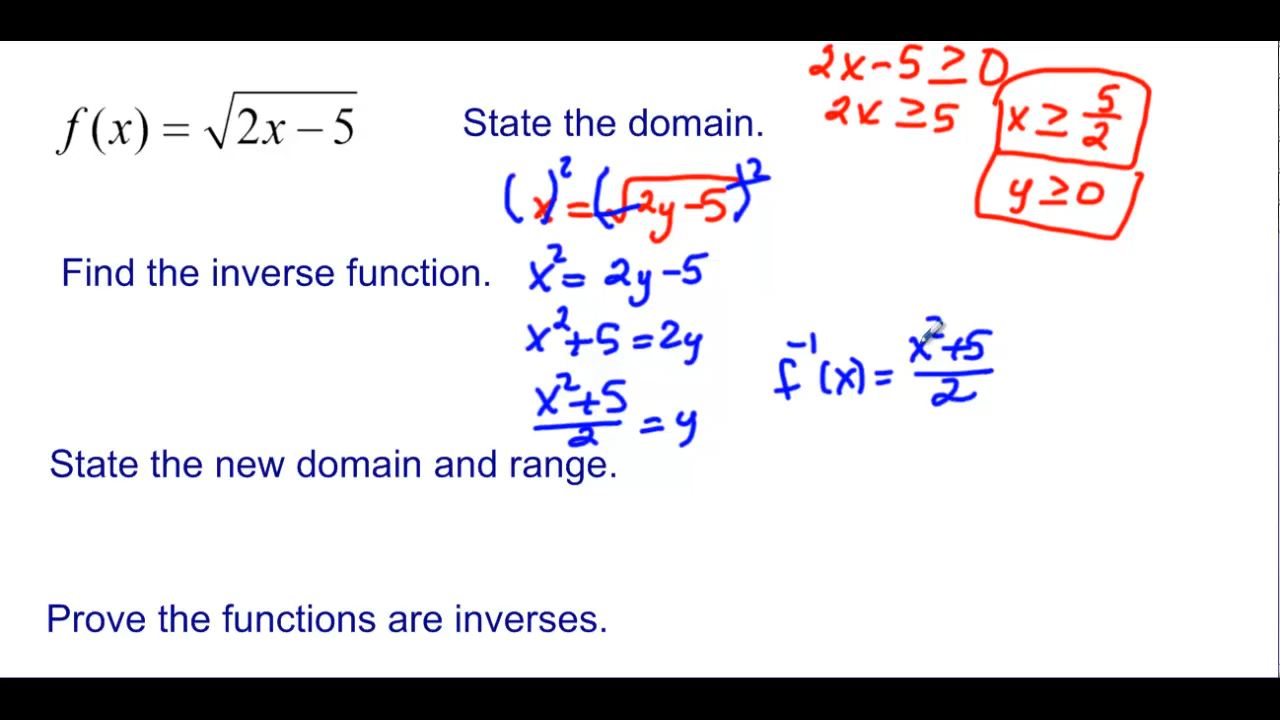 2x - 5 ≥ 0
f(x) = √(2x - 5)
State the domain.
2x ≥ 5
x ≥ 5/2
(x)² = (√(2y - 5))²
y ≥ 0
Find the inverse function.
x² = 2y - 5
x² + 5 = 2y
f⁻¹(x) = (x² + 5)/2
(x² + 5)/2 = y
State the new domain and range.
Prove the functions are inverses.